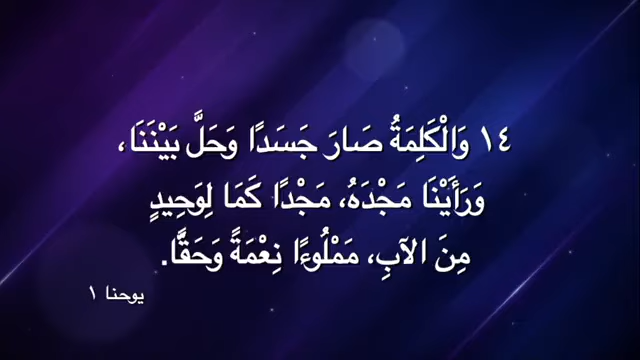 ١٤ وَالْكَلِمَةُ صَارَ جَسَدًا وَحَلَّ بَيْنَنَا،
وَرَأَيْنَا مَجْدَهُ، مَجْدًا كَمَا لِوَحِيدٍ
مِنَ الآبِ، مَمْلُوءًا نِعْمَةً وَحَقًّا.
يوحنا ١